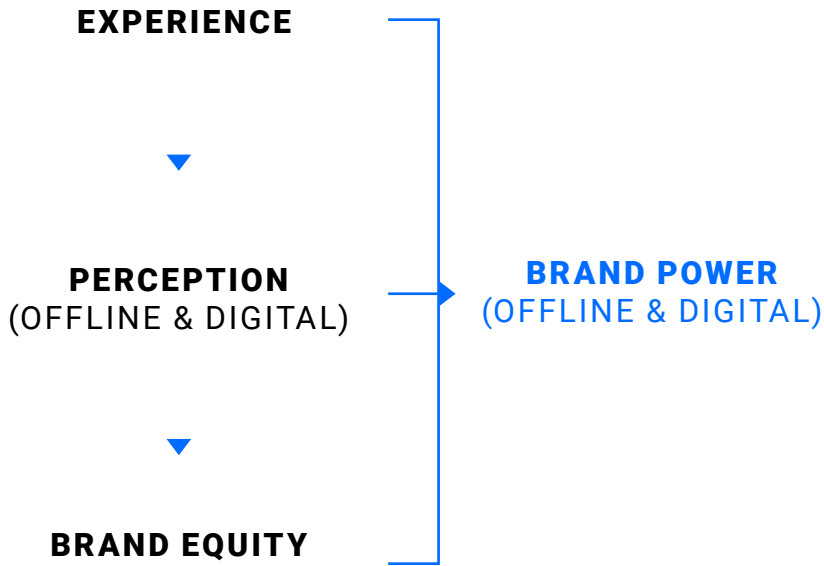 EXPERIENCE
PERCEPTION
(OFFLINE & DIGITAL)
BRAND POWER
(OFFLINE & DIGITAL)
BRAND EQUITY